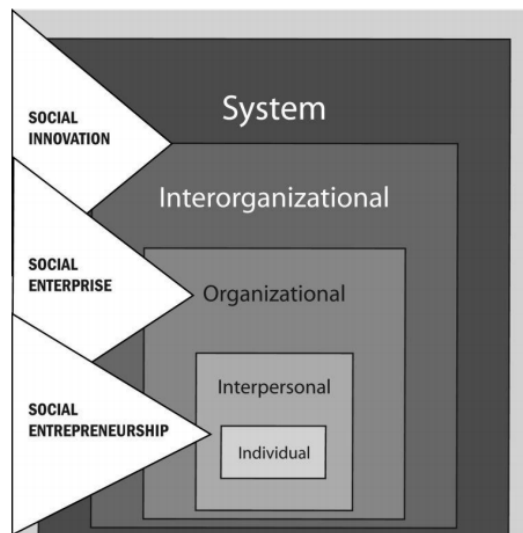 System
SOCIAL
INNOVATION
Interorganizational
SOCIAL
ENTERPRISE
Organizational
Interpersonal
SOCIAL
ENTREPRENEURSHIP
Individual